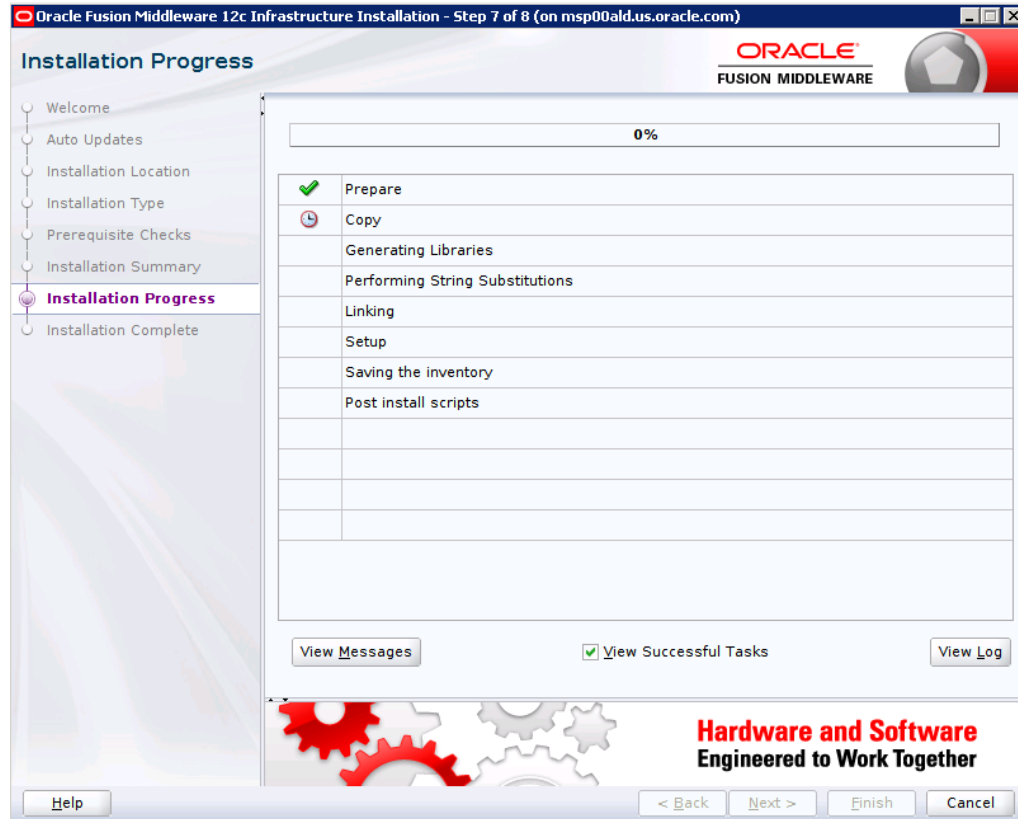 Oracle Fusion Middleware 12c Infrastructure Installation - Step 7 of 8 (on msp00ald.us.oracle.com)
Installation Progress
ORACLE
FUSION MIDDLEWARE
Welcome
Auto Updates
Installation Location
Installation Type
Prerequisite Checks
Installation Summary
Installation Progress
Installation Complete
0%
Prepare
Copy
Generating Libraries
Performing String Substitutions
Linking
Setup
Saving the inventory
Post install scripts
View Messages
View Successful Tasks
View Log
Hardware and Software
Engineered to Work Together
Help
< Back
Next >
Finish
Cancel